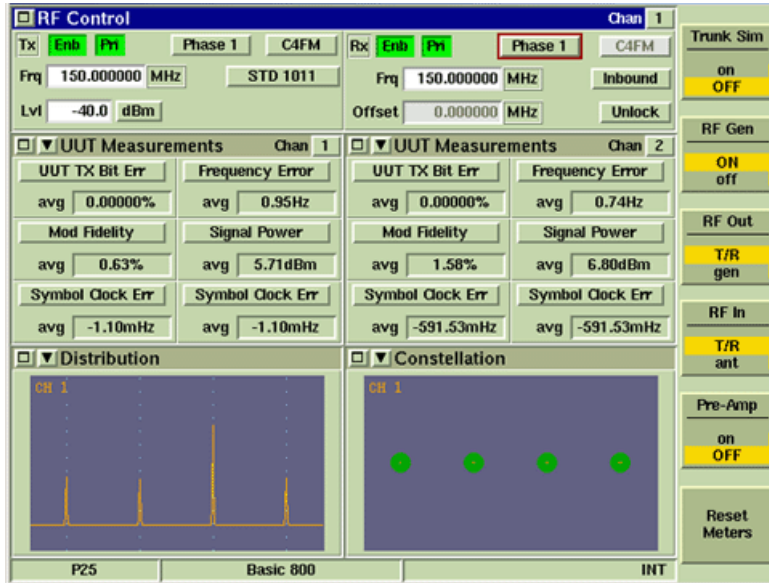 RF Control Chan 1
Tx Enb Pri Phase 1 C4FM
Frq 150.000000 MHz STD 1011
Lvl -40.0 dBm
Rx Enb Pri Phase 1 C4FM
Frq 150.000000 MHz Inbound
Offset 0.000000 MHz Unlock
UUT Measurements Chan 1
UUT TX Bit Err Frequency Error
avg 0.00000% avg 0.95Hz
Mod Fidelity Signal Power
avg 0.63% avg 5.71dBm
Symbol Clock Err Symbol Clock Err
avg -1.10mHz avg -1.10mHz
UUT Measurements Chan 2
UUT TX Bit Err Frequency Error
avg 0.00000% avg 0.74Hz
Mod Fidelity Signal Power
avg 1.58% avg 6.80dBm
Symbol Clock Err Symbol Clock Err
avg -591.53mHz avg -591.53mHz
Distribution
CH 1
Constellation
CH 1
P25 Basic 800 INT
Trunk Sim
on
OFF
RF Gen
ON
off
RF Out
T/R
gen
RF In
T/R
ant
Pre-Amp
on
OFF
Reset
Meters